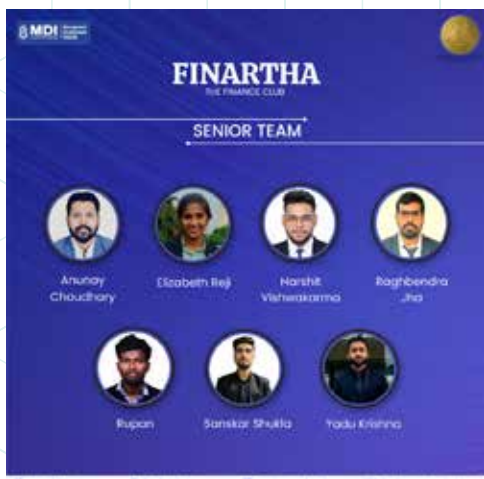 MDI
FINARTHA
THE FINANCE CLUB
SENIOR TEAM
Anunay
Choudhary
Elizabeth Reji
Harshit
Vishwakarma
Raghbendra
Jha
Rupan
Sanskar Shukla
Yadu Krishna